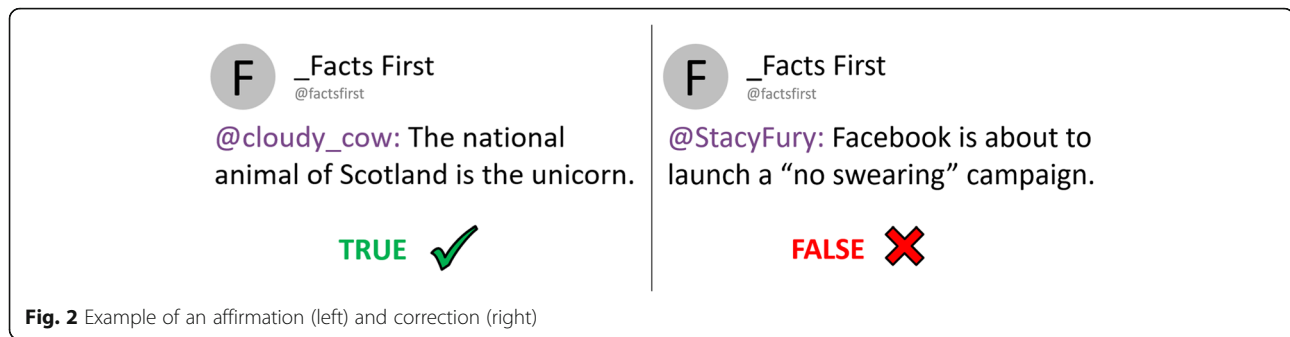 F
_Facts First
@factsfirst
@cloudy_cow: The national
animal of Scotland is the unicorn.
TRUE
F
_Facts First
@factsfirst
@StacyFury: Facebook is about to
launch a “no swearing” campaign.
FALSE
Fig. 2 Example of an affirmation (left) and correction (right)